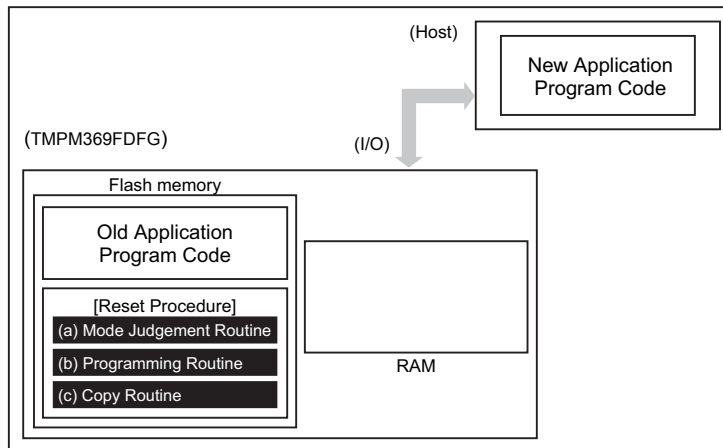 (Host)
New Application
Program Code
(TMPM369FDFG)
(I/O)
Flash memory
Old Application
Program Code
[Reset Procedure]
(a) Mode Judgement Routine
(b) Programming Routine
(c) Copy Routine
RAM